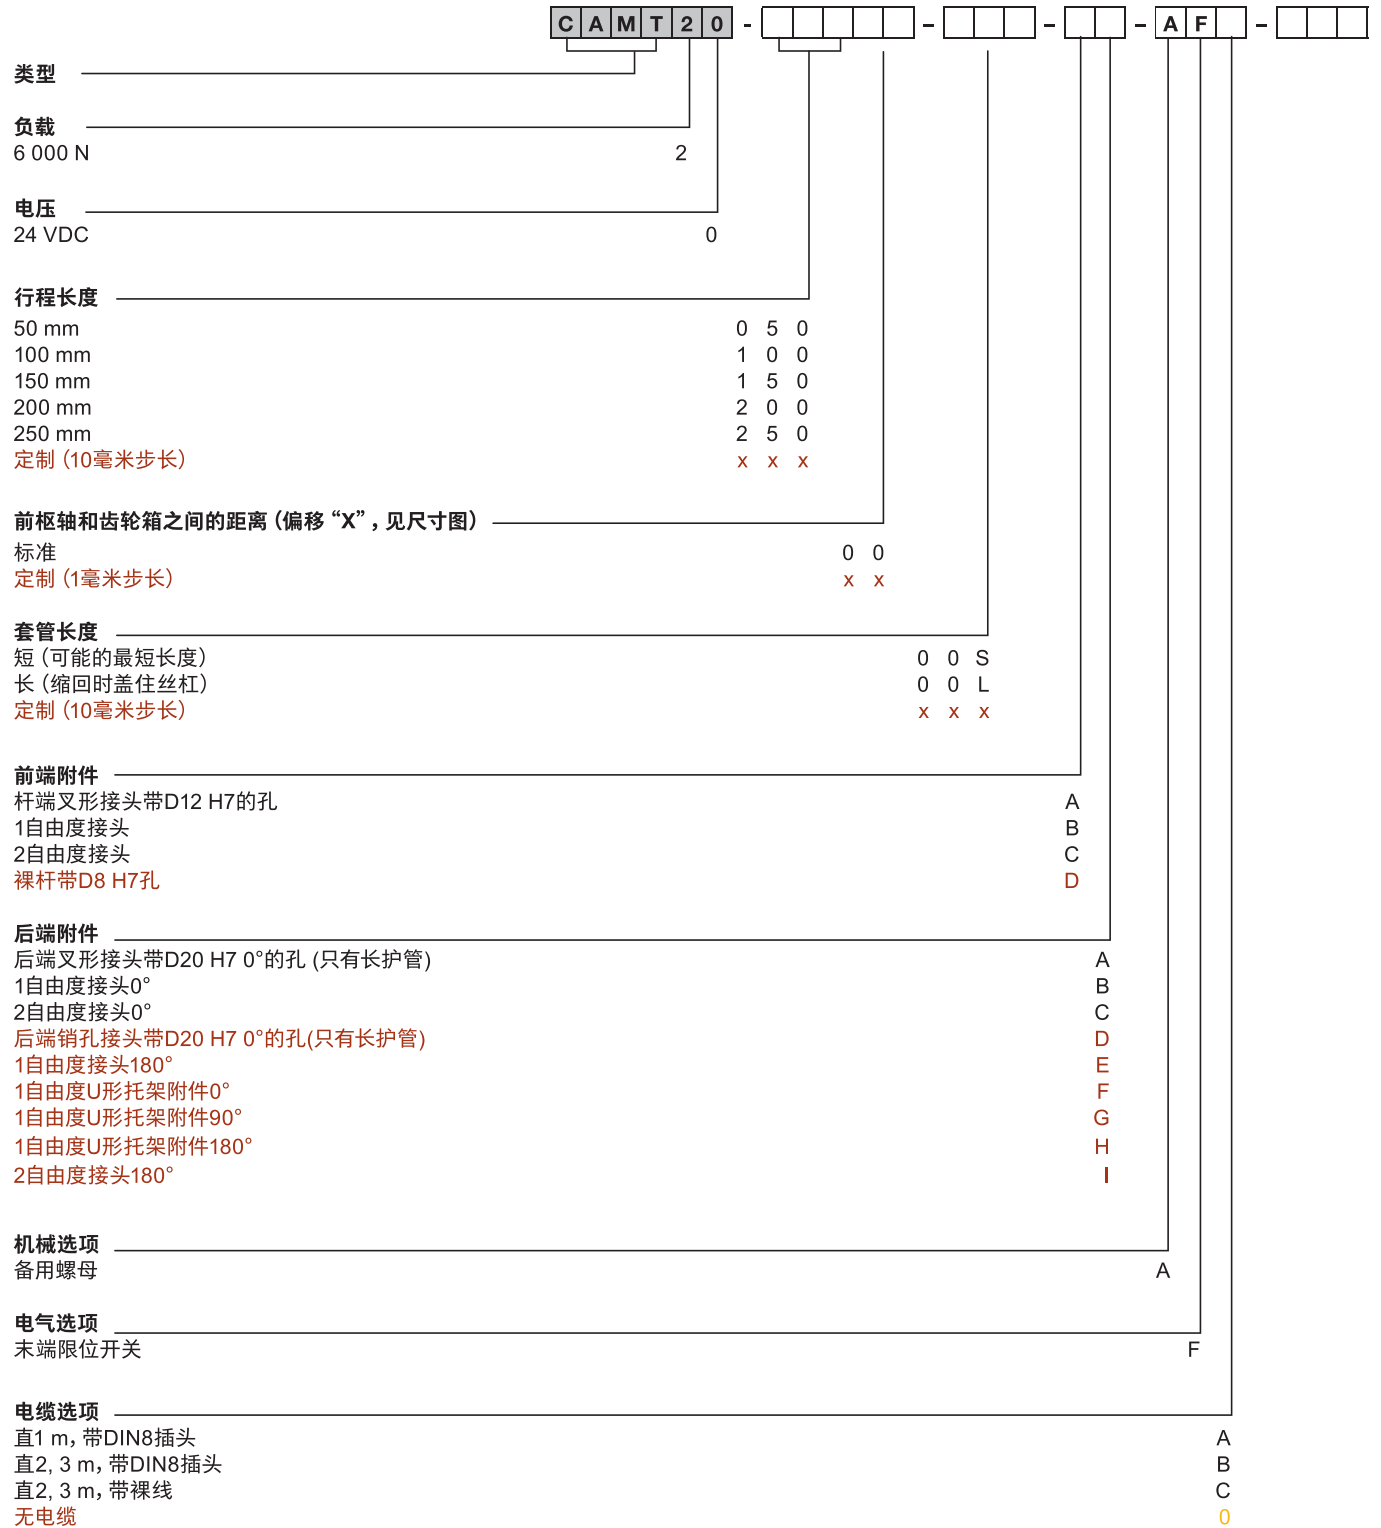 CAMT20 - - - - AF -
类型
负载
6 000 N 2
电压
24 VDC 0
行程长度
50 mm 0 5 0
100 mm 1 0 0
150 mm 1 5 0
200 mm 2 0 0
250 mm 2 5 0
定制（10毫米步长） x x x
前枢轴和齿轮箱之间的距离（偏移“X”，见尺寸图）
标准 0 0
定制（1毫米步长） x x
套管长度
短（可能的最短长度） 0 0 S
长（缩回时盖住丝杠） 0 0 L
定制（10毫米步长） x x x
前端附件
杆端叉形接头带D12 H7的孔 A
1自由度接头 B
2自由度接头 C
裸杆带D8 H7孔 D
后端附件
后端叉形接头带D20 H7 0°的孔 (只有长护管) A
1自由度接头0° B
2自由度接头0° C
后端销孔接头带D20 H7 0°的孔(只有长护管) D
1自由度接头180° E
1自由度U形托架附件0° F
1自由度U形托架附件90° G
1自由度U形托架附件180° H
2自由度接头180° I
机械选项
备用螺母 A
电气选项
末端限位开关 F
电缆选项
直1 m，带DIN8插头 A
直2, 3 m，带DIN8插头 B
直2, 3 m，带裸线 C
无电缆 0